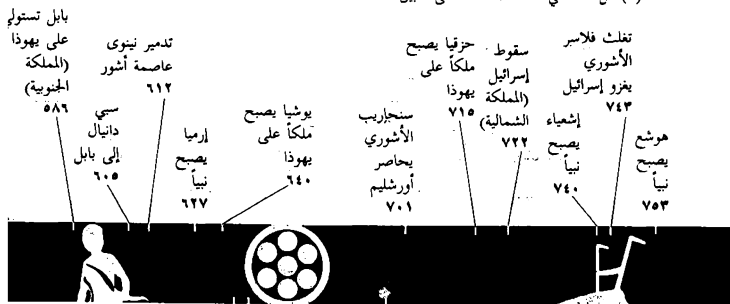 هوشع
يصبح
نبياً
٧٥٣
تغلث فلاسر
الأشوري
يغزو إسرائيل
٧٤٣
إشعياء
يصبح
نبياً
٧٤٠
سقوط
إسرائيل
(المملكة
الشمالية)
٧٢٢
حزقيا يصبح
ملكاً على
يهوذا
٧١٥
سنحاريب
الأشوري
يحاصر
أورشليم
٧٠١
يوشيا يصبح
ملكاً على
يهوذا
٦٤٠
إرميا
يصبح
نبياً
٦٢٧
تدمير نينوى
عاصمة أشور
٦١٢
سبي
دانيال
إلى بابل
٦٠٥
بابل تستولي
على يهوذا
(المملكة
الجنوبية)
٥٨٦